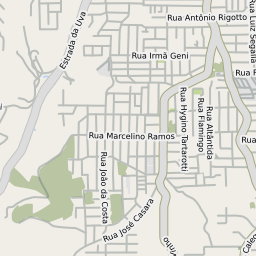 Rua Antônio Rigotto
Estrada da Uva
Rua Irmã Geni
Rua Luiz Segalla
Rua Hygino Tartarotti
Rua Flamingo
Rua Atlântida
Rua Marcelino Ramos
Rua João da Costa
Rua José Casara